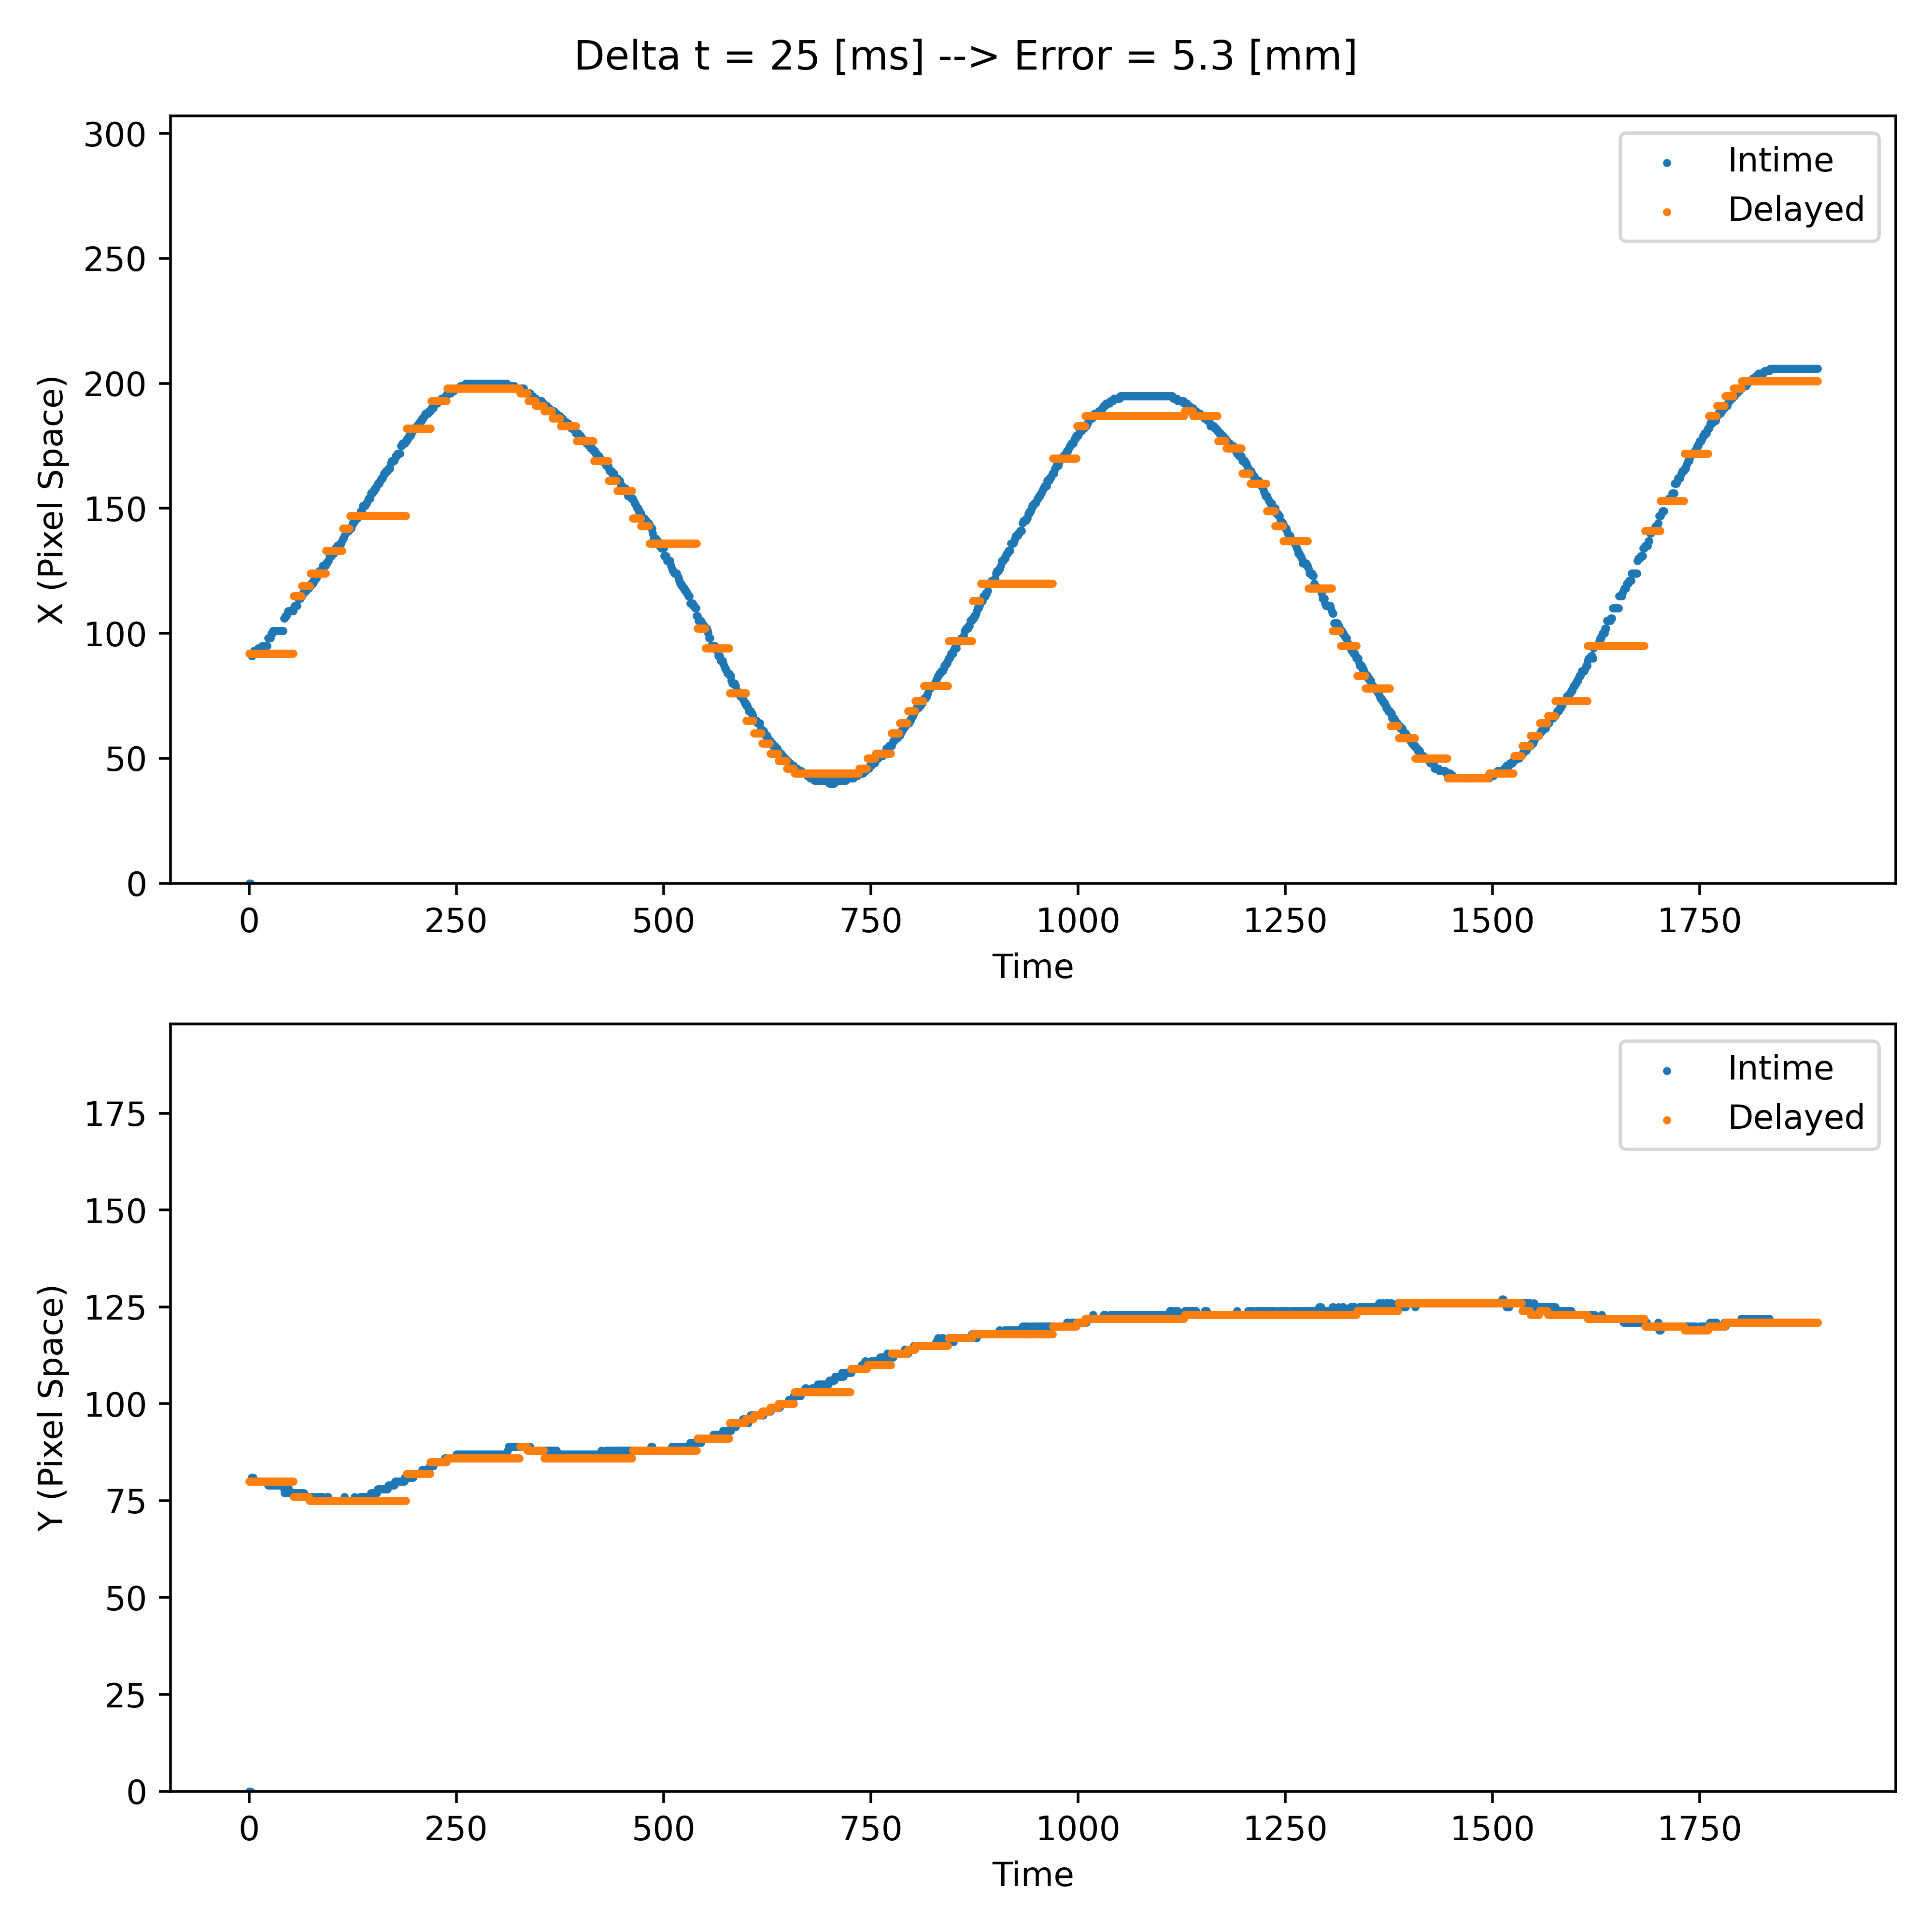 Delta t = 25 [ms] --> Error = 5.3 [mm]
300
250
200
150
100
50
0
X (Pixel Space)
Intime
Delayed
0 250 500 750 1000 1250 1500 1750
Time
175
150
125
100
75
50
25
0
Y (Pixel Space)
Intime
Delayed
0 250 500 750 1000 1250 1500 1750
Time